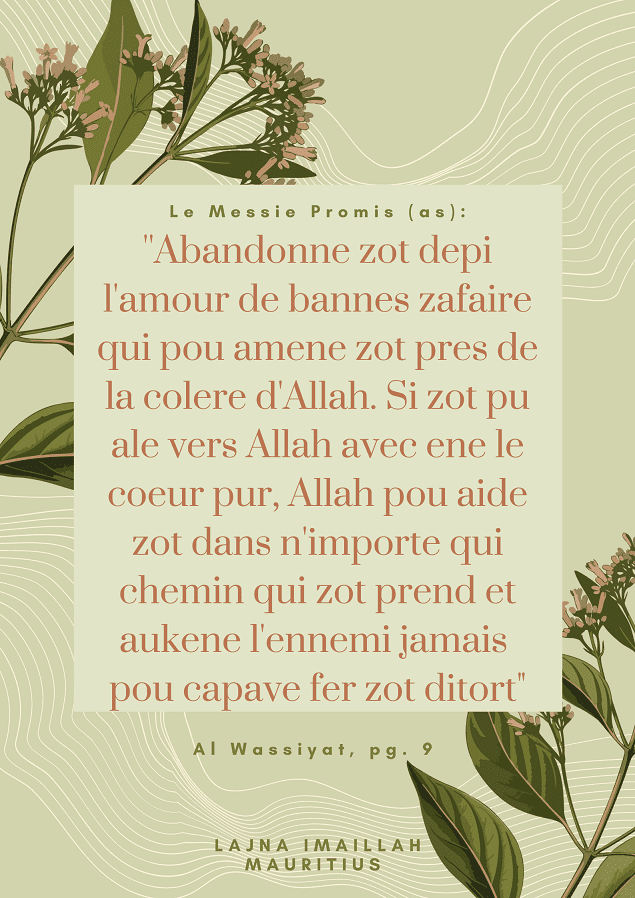 Le Messie Promis (as):
"Abandonne zot depi
l'amour de bannes zafaire
qui pou amene zot pres de
la colere d'Allah. Si zot pu
ale vers Allah avec ene le
coeur pur, Allah pou aide
zot dans n'importe qui
chemin qui zot prend et
aukene l'ennemi jamais
pou capave fer zot ditort"
Al Wassiyat, pg. 9
LAJNA IMAILLAH
MAURITIUS